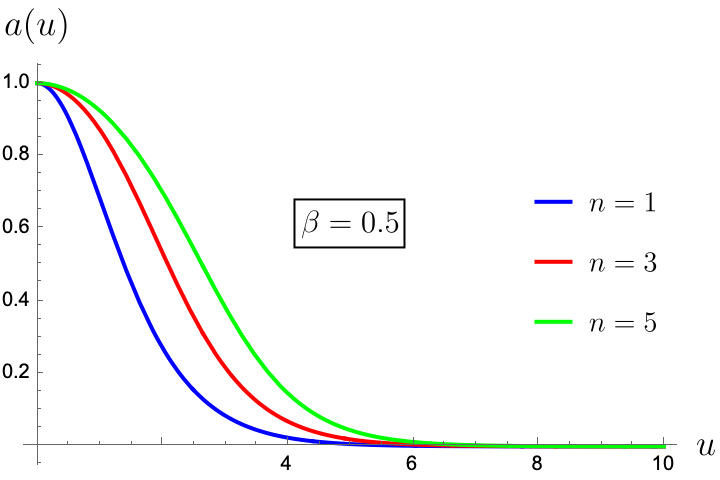 a(u)
1.0
0.8
0.6
0.4
0.2
β = 0.5
n = 1
n = 3
n = 5
4 6 8 10 u